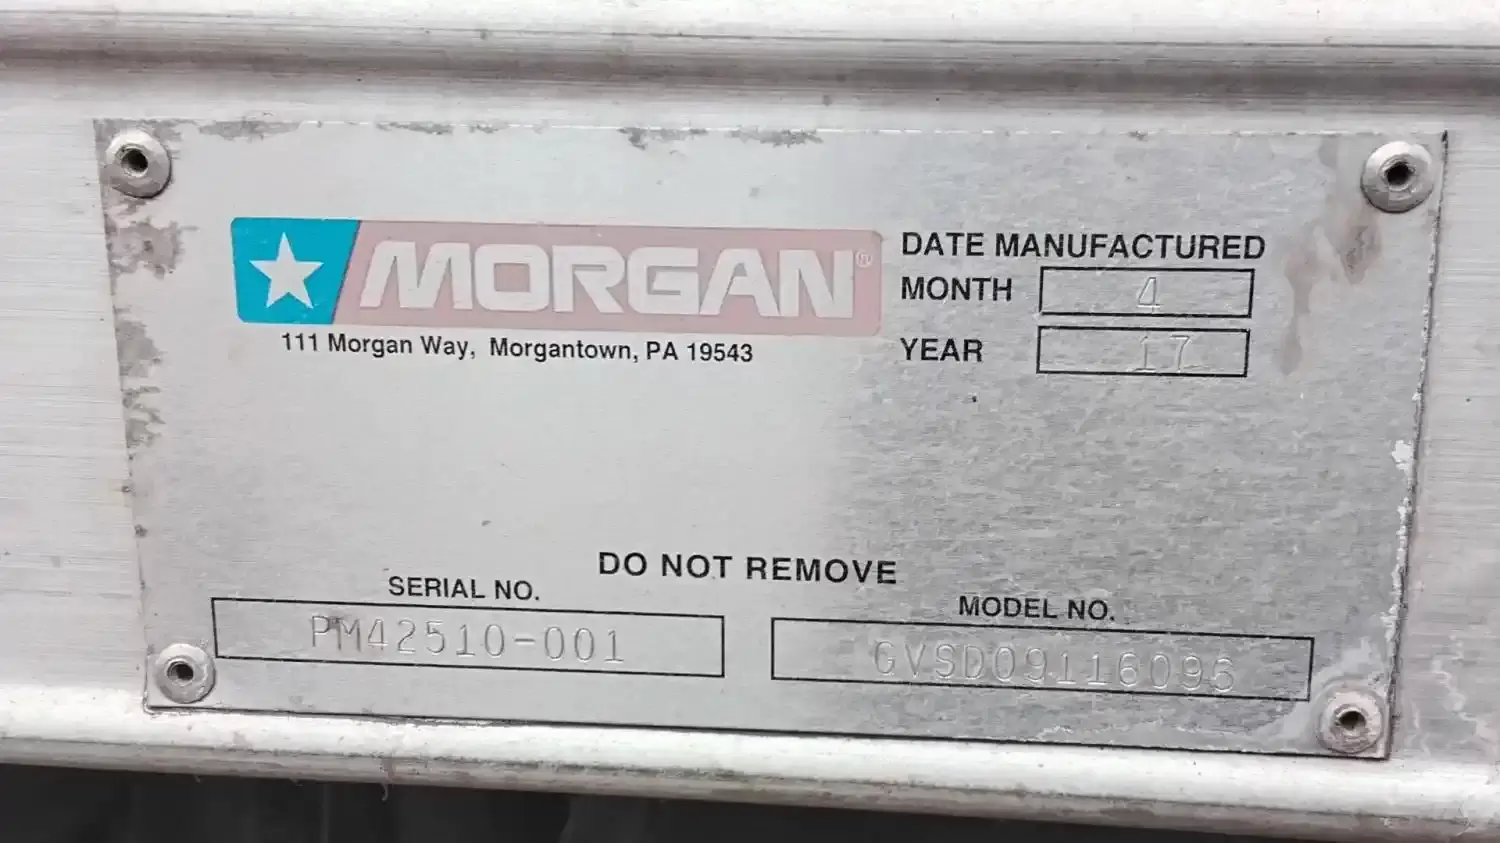 MORGAN®
111 Morgan Way, Morgantown, PA 19543
DATE MANUFACTURED
MONTH 4
YEAR 17
DO NOT REMOVE
SERIAL NO.
PM42510-001
MODEL NO.
GVSD09116096